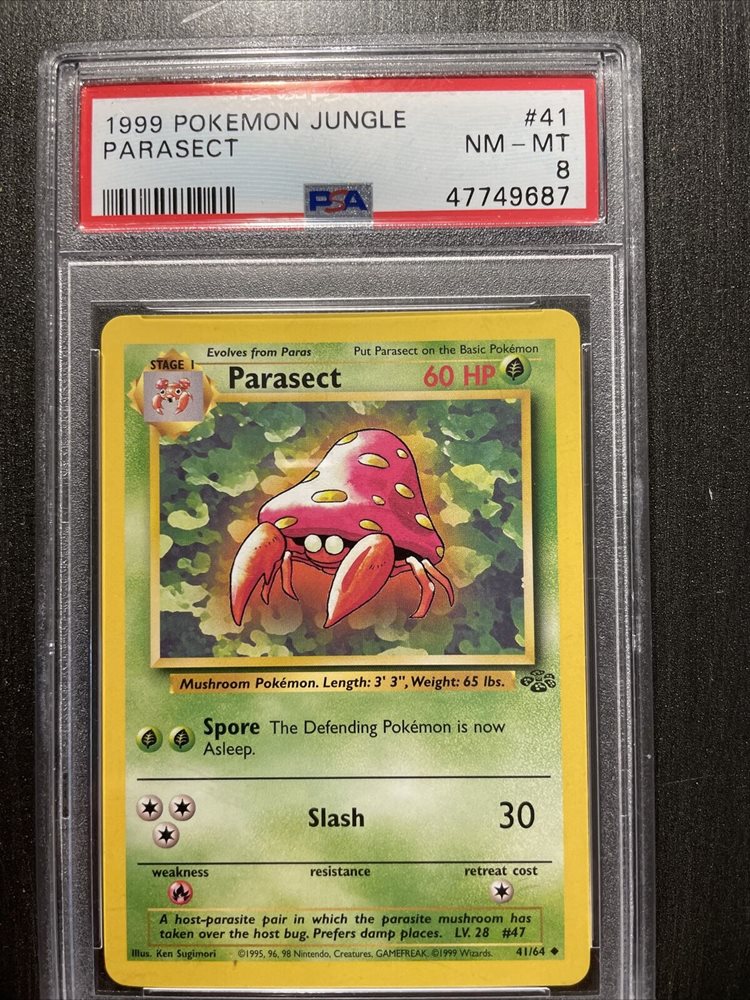 1999 POKEMON JUNGLE #41
PARASECT NM - MT
8
PSA 47749687
Evolves from Paras Put Parasect on the Basic Pokémon
STAGE 1
Parasect 60 HP
Mushroom Pokémon. Length: 3' 3", Weight: 65 lbs.
Spore The Defending Pokémon is now
Asleep.
Slash 30
weakness resistance retreat cost
A host-parasite pair in which the parasite mushroom has
taken over the host bug. Prefers damp places. LV. 28 #47
Illus. Ken Sugimori ©1995, 96, 98 Nintendo, Creatures, GAMEFREAK. ©1999 Wizards. 41/64